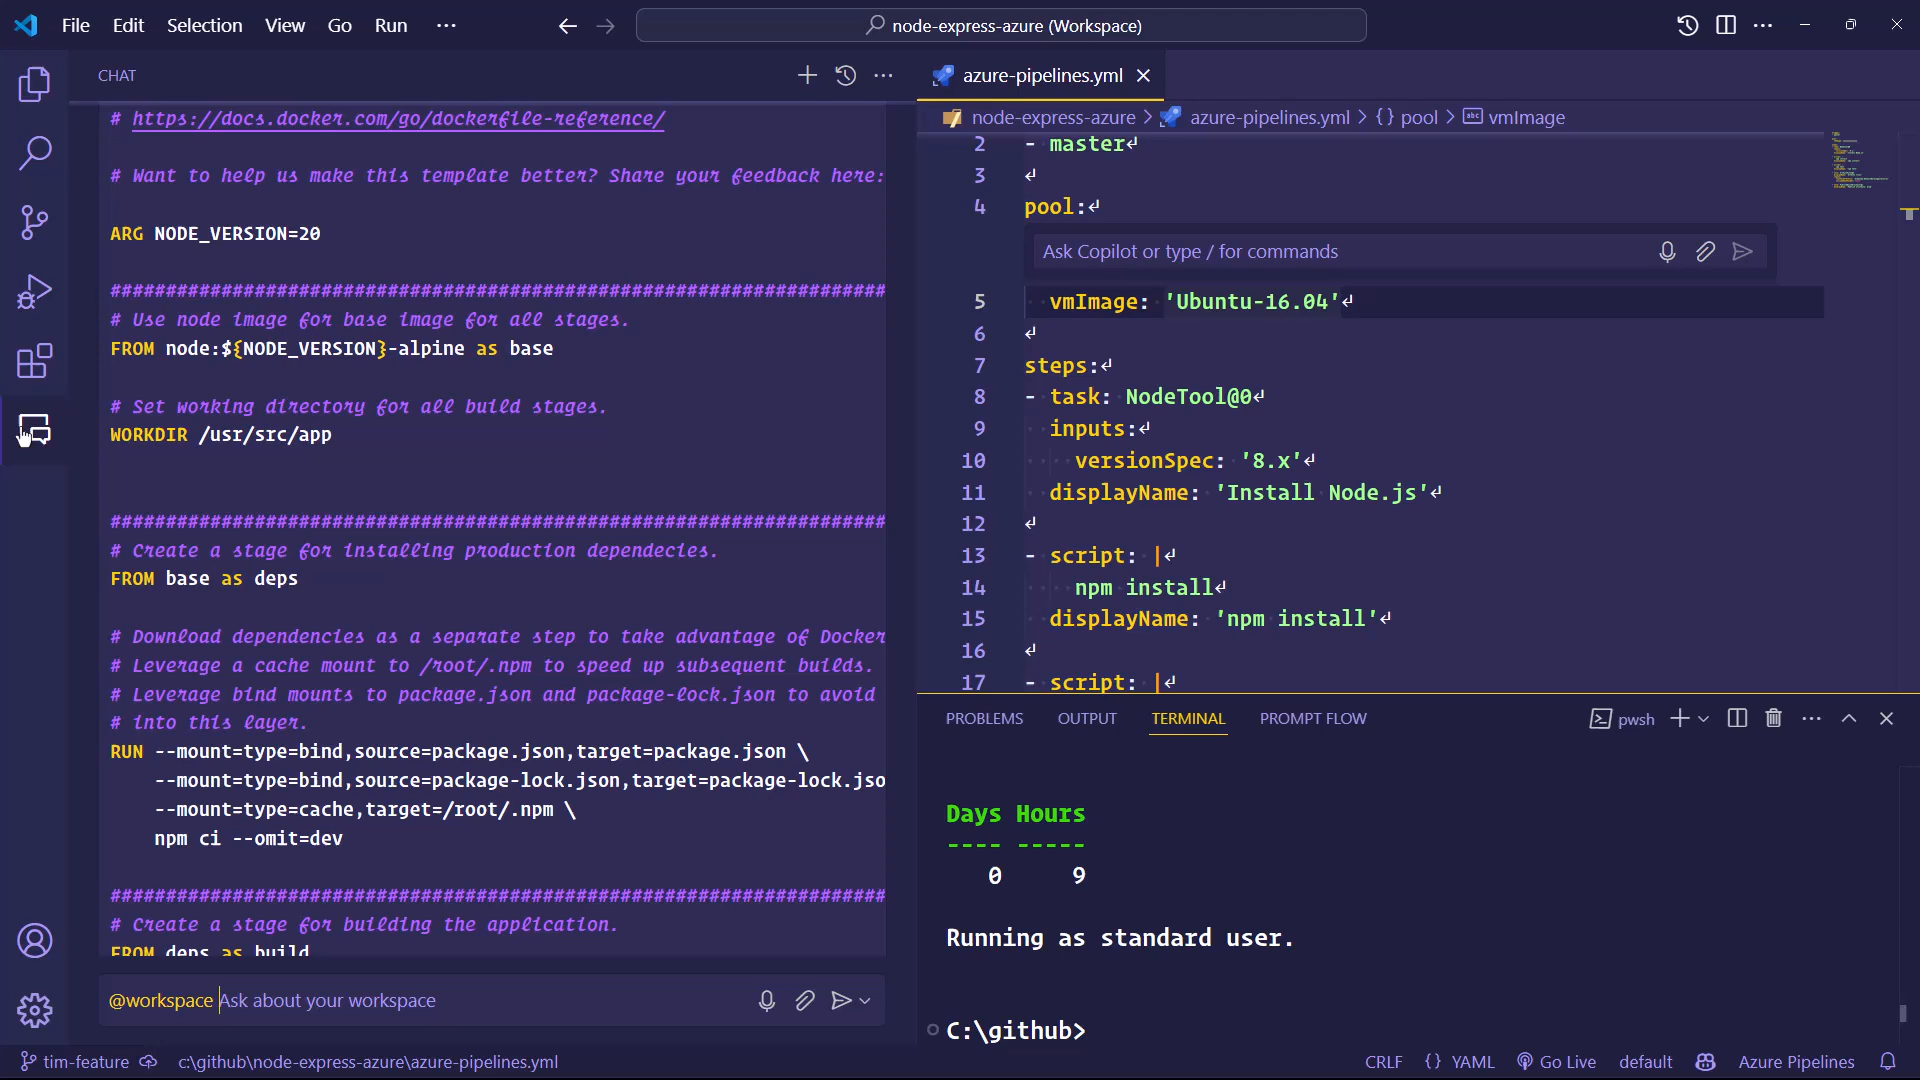 File Edit Selection View Go Run ···
node-express-azure (Workspace)
CHAT
# https://docs.docker.com/go/dockerfile-reference/
# Want to help us make this template better? Share your feedback here:
ARG NODE_VERSION=20
################################################################################
# Use node image for base image for all stages.
FROM node:${NODE_VERSION}-alpine as base
# Set working directory for all build stages.
WORKDIR /usr/src/app
################################################################################
# Create a stage for installing production dependecies.
FROM base as deps
# Download dependencies as a separate step to take advantage of Docker
# Leverage a cache mount to /root/.npm to speed up subsequent builds.
# Leverage bind mounts to package.json and package-lock.json to avoid
# into this layer.
RUN --mount=type=bind,source=package.json,target=package.json \
--mount=type=bind,source=package-lock.json,target=package-lock.jso
--mount=type=cache,target=/root/.npm \
npm ci --omit=dev
################################################################################
# Create a stage for building the application.
FROM deps as build
@workspace Ask about your workspace
azure-pipelines.yml
node-express-azure > azure-pipelines.yml > {} pool > abc vmImage
2 - master
3
4 pool:
Ask Copilot or type / for commands
5 vmImage: 'Ubuntu-16.04'
6
7 steps:
8 - task: NodeTool@0
9 inputs:
10 versionSpec: '8.x'
11 displayName: 'Install Node.js'
12
13 - script: |
14 npm install
15 displayName: 'npm install'
16
17 - script: |
PROBLEMS OUTPUT TERMINAL PROMPT FLOW
pwsh
Days Hours
---- -----
0 9
Running as standard user.
C:\github>
tim-feature c:\github\node-express-azure\azure-pipelines.yml CRLF {} YAML Go Live default Azure Pipelines